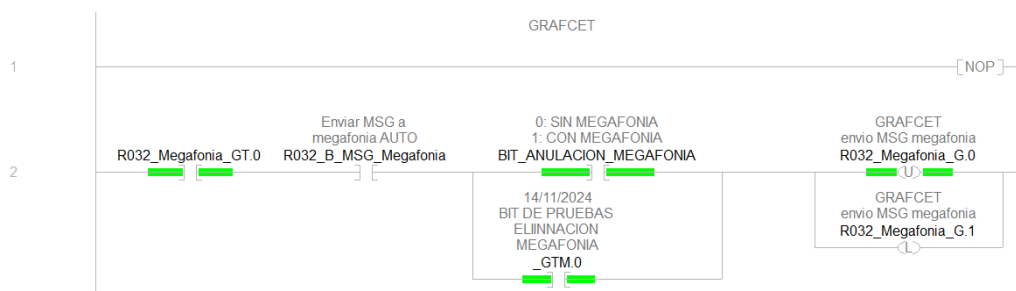 GRAFCET
1
NOP
Enviar MSG a
megafonia AUTO
0: SIN MEGAFONIA
1: CON MEGAFONIA
GRAFCET
envio MSG megafonia
R032_Megafonia_GT.0
R032_B_MSG_Megafonia
BIT_ANULACION_MEGAFONIA
R032_Megafonia_G.0
2
U
14/11/2024
BIT DE PRUEBAS
ELIINNACION
MEGAFONIA
_GTM.0
GRAFCET
envio MSG megafonia
R032_Megafonia_G.1
L